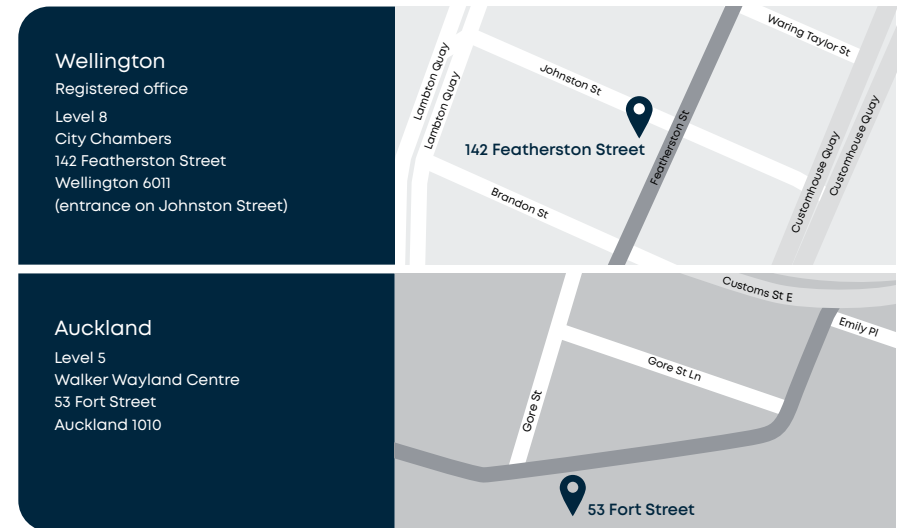 Wellington
Registered office
Level 8
City Chambers
142 Featherston Street
Wellington 6011
(entrance on Johnston Street)
Lambton Quay
Lambton Quay
Johnston St
Waring Taylor St
142 Featherston Street
Featherston St
Brandon St
Customhouse Quay
Customhouse Quay
Auckland
Level 5
Walker Wayland Centre
53 Fort Street
Auckland 1010
Customs St E
Emily Pl
Gore St Ln
Gore St
53 Fort Street